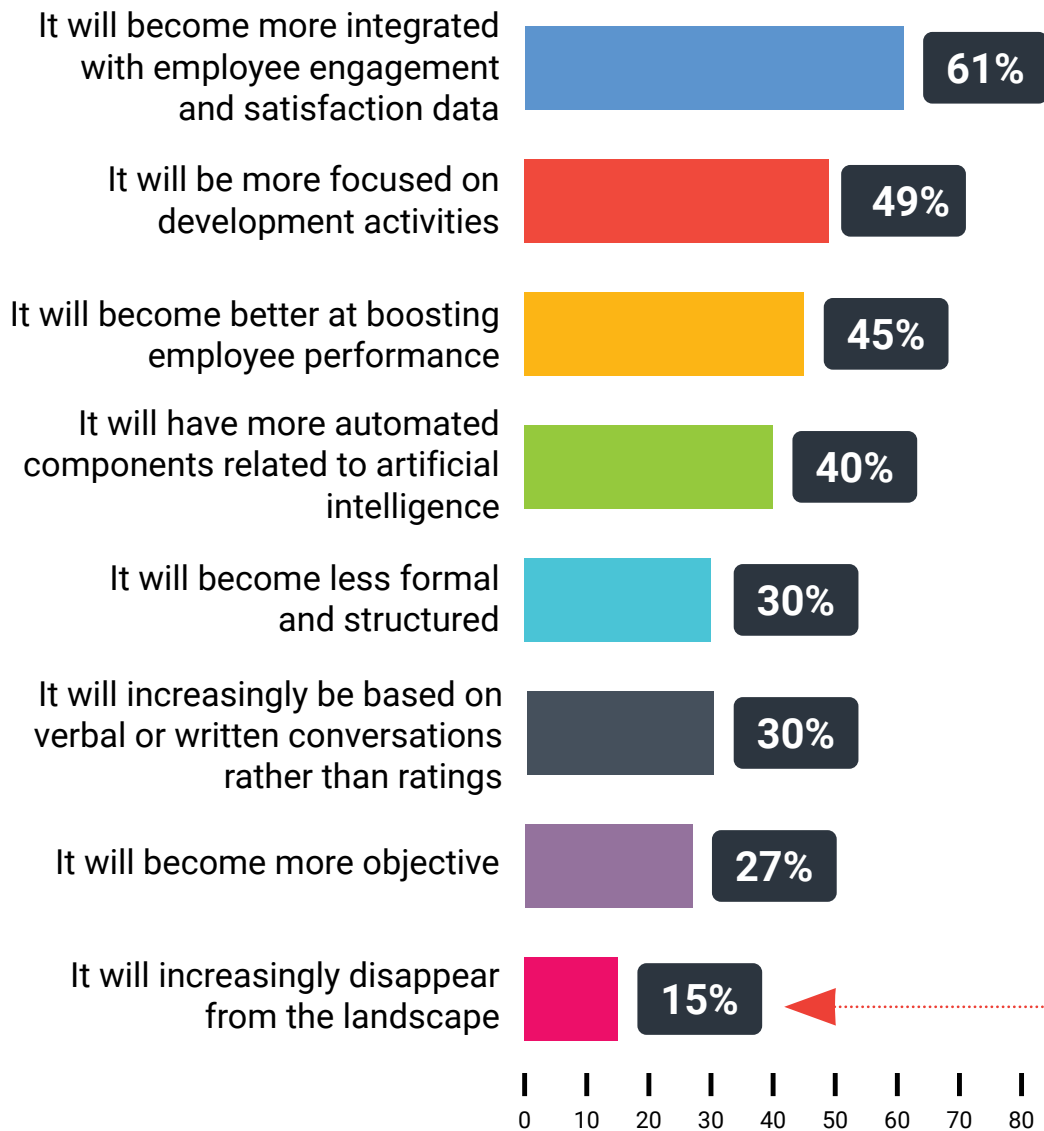 It will become more integrated
with employee engagement
and satisfaction data
61%
It will be more focused on
development activities
49%
It will become better at boosting
employee performance
45%
It will have more automated
components related to artificial
intelligence
40%
It will become less formal
and structured
30%
It will increasingly be based on
verbal or written conversations
rather than ratings
30%
It will become more objective
27%
It will increasingly disappear
from the landscape
15%
0 10 20 30 40 50 60 70 80